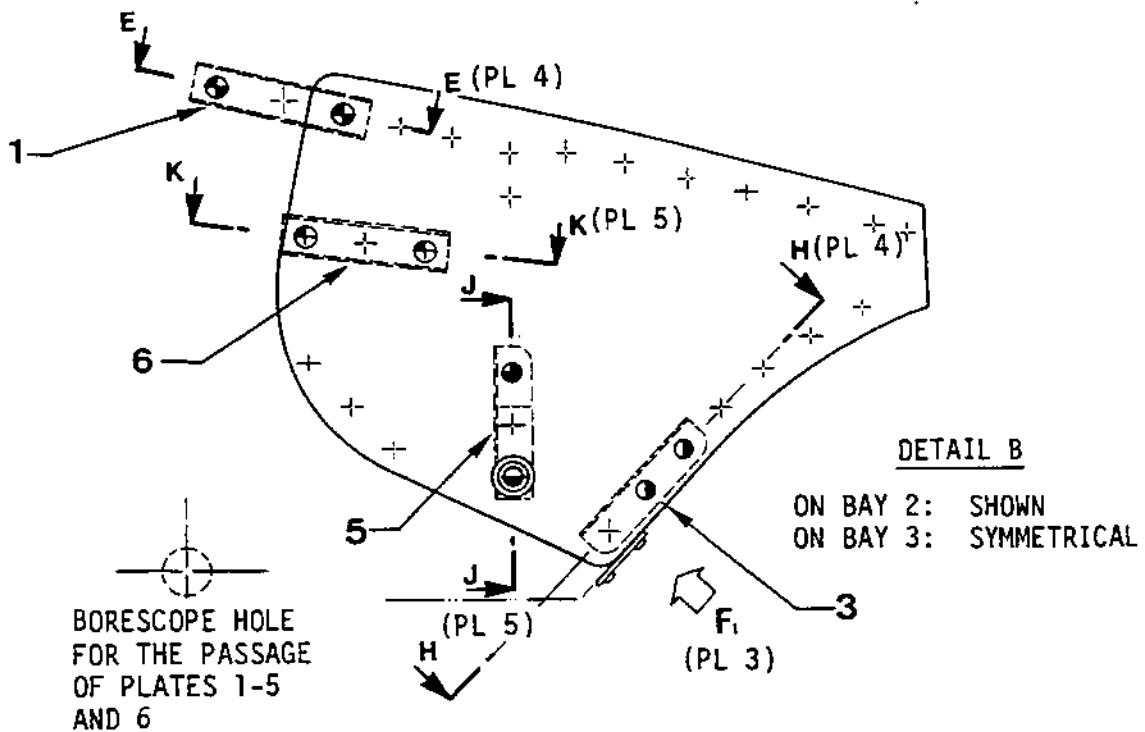 E
E (PL 4)
1
K
K (PL 5)
H (PL 4)
J
6
DETAIL B
5
ON BAY 2: SHOWN
ON BAY 3: SYMMETRICAL
J
3
BORESCOPE HOLE
FOR THE PASSAGE
OF PLATES 1-5
AND 6
(PL 5)
H
F1
(PL 3)